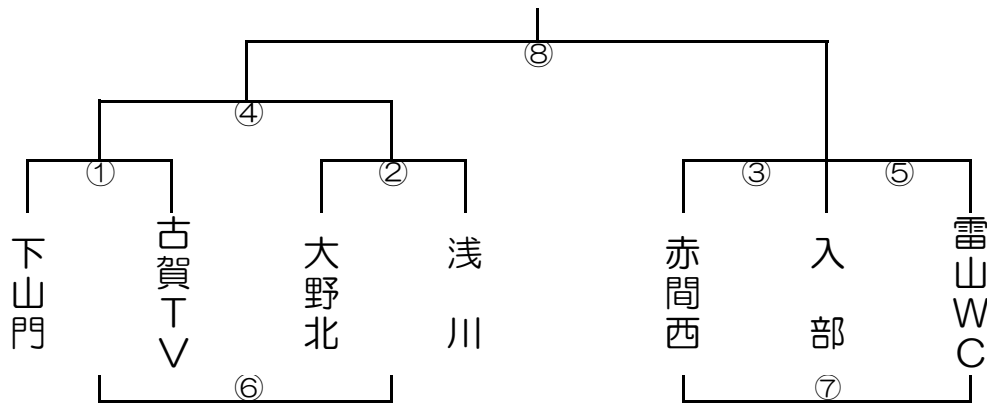 ⑧
④
① ② ③ ⑤
下山門
古賀TV
大野北
浅川
赤間西
入部
雷山WC
⑥ ⑦